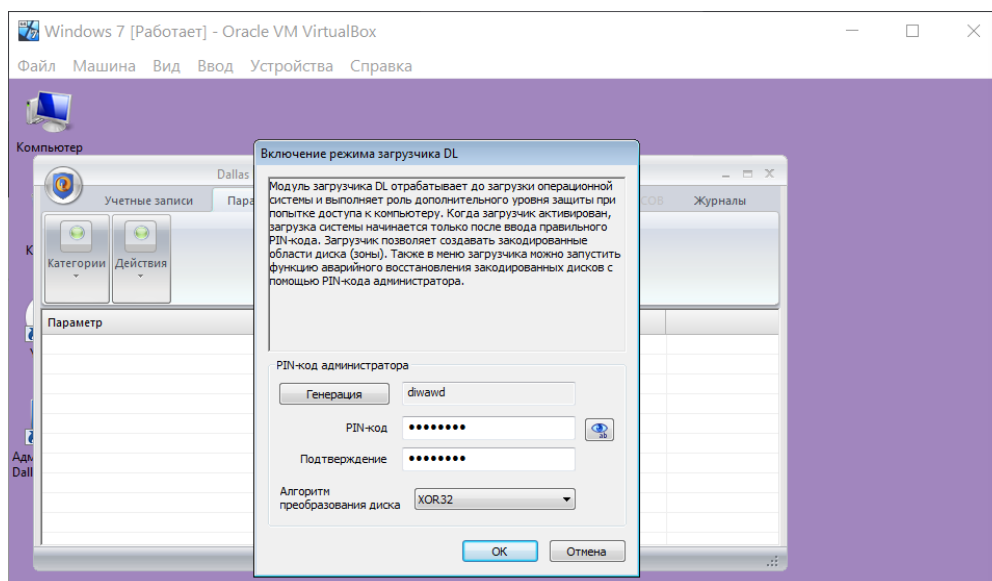 Windows 7 [Работает] - Oracle VM VirtualBox
Файл Машина Вид Ввод Устройства Справка
Компьютер
Dallas
Учетные записи
Журналы
Категории
Действия
Параметр
Включение режима загрузчика DL
Модуль загрузчика DL отрабатывает до загрузки операционной
системы и выполняет роль дополнительного уровня защиты при
попытке доступа к компьютеру. Когда загрузчик активирован,
загрузка системы начинается только после ввода правильного
PIN-кода. Загрузчик позволяет создавать закодированные
области диска (зоны). Также в меню загрузчика можно запустить
функцию аварийного восстановления закодированных дисков с
помощью PIN-кода администратора.
PIN-код администратора
Генерация diwawd
PIN-код ●●●●●●●●
Подтверждение ●●●●●●●●
Алгоритм
преобразования диска XOR32
OK Отмена